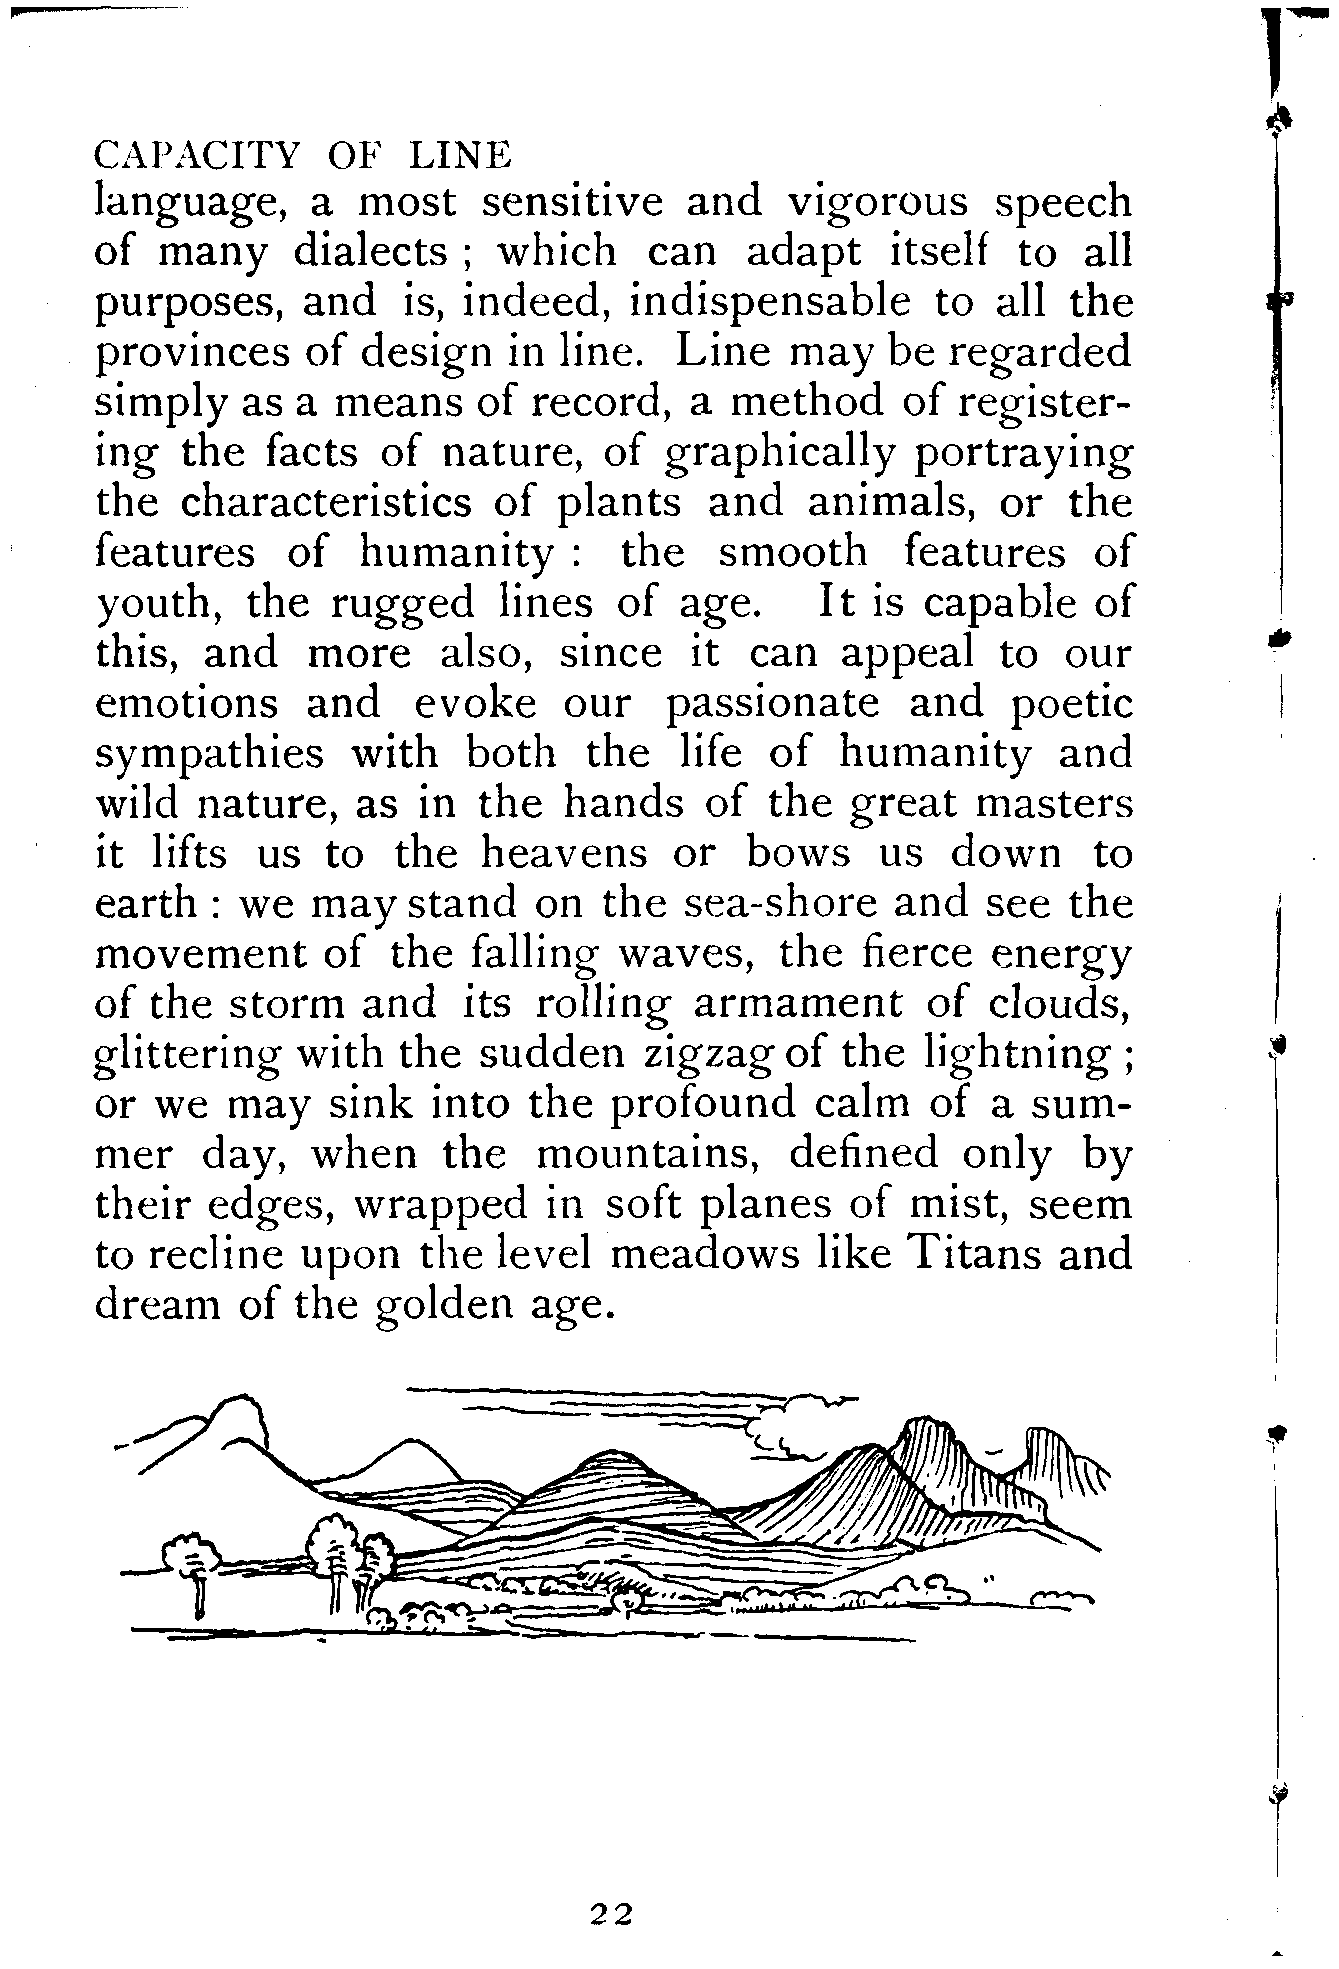 CAPACITY OF LINE
language, a most sensitive and vigorous speech
of many dialects ; which can adapt itself to all
purposes, and is, indeed, indispensable to all the
provinces of design in line. Line may be regarded
simply as a means of record, a method of register-
ing the facts of nature, of graphically portraying
the characteristics of plants and animals, or the
features of humanity : the smooth features of
youth, the rugged lines of age. It is capable of
this, and more also, since it can appeal to our
emotions and evoke our passionate and poetic
sympathies with both the life of humanity and
wild nature, as in the hands of the great masters
it lifts us to the heavens or bows us down to
earth : we may stand on the sea-shore and see the
movement of the falling waves, the fierce energy
of the storm and its rolling armament of clouds,
glittering with the sudden zigzag of the lightning ;
or we may sink into the profound calm of a sum-
mer day, when the mountains, defined only by
their edges, wrapped in soft planes of mist, seem
to recline upon the level meadows like Titans and
dream of the golden age.
22